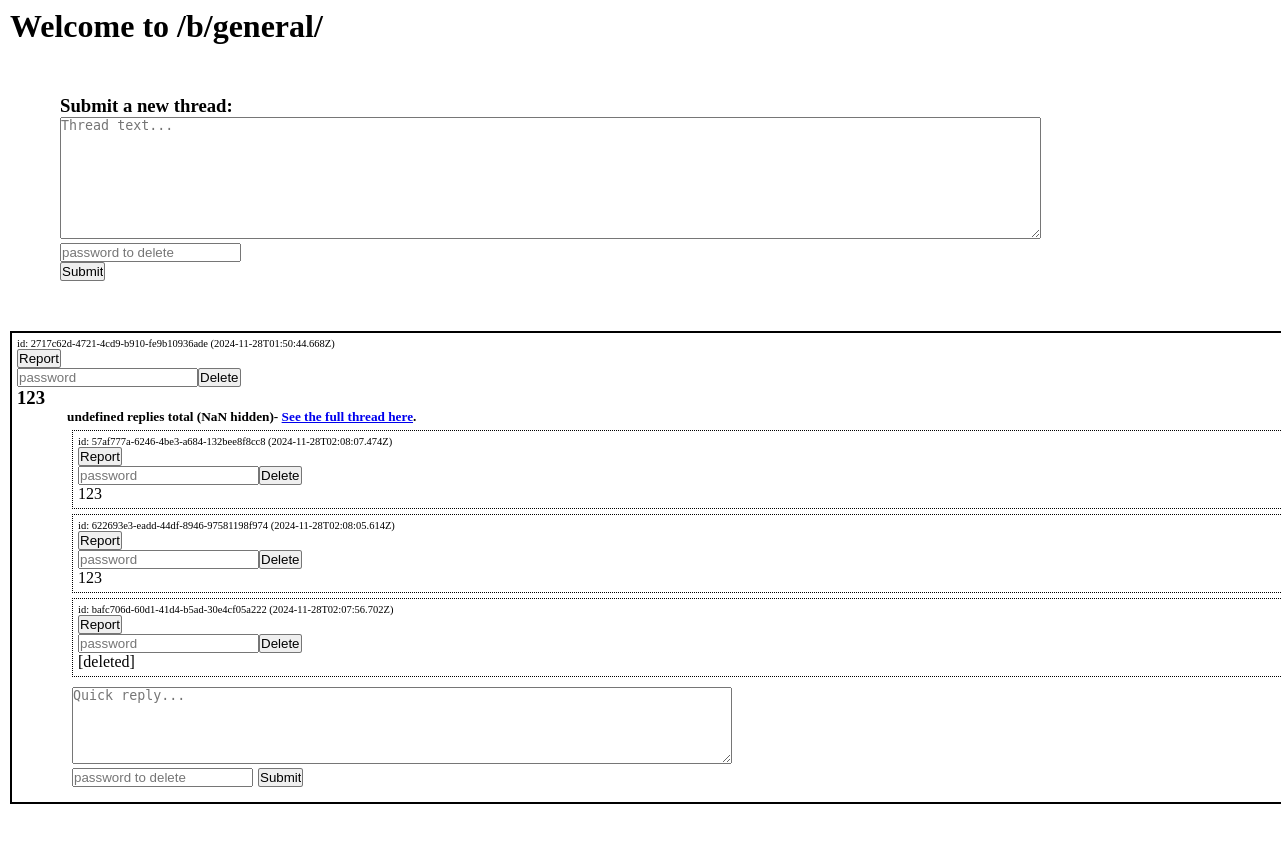 Welcome to /b/general/
Submit a new thread:
Thread text...
password to delete
Submit
id: 2717c62d-4721-4cd9-b910-fe9b10936ade (2024-11-28T01:50:44.668Z)
Report
password Delete
123
undefined replies total (NaN hidden)- See the full thread here.
id: 57af777a-6246-4be3-a684-132bee8f8cc8 (2024-11-28T02:08:07.474Z)
Report
password Delete
123
id: 622693e3-eadd-44df-8946-97581198f974 (2024-11-28T02:08:05.614Z)
Report
password Delete
123
id: bafc706d-60d1-41d4-b5ad-30e4cf05a222 (2024-11-28T02:07:56.702Z)
Report
password Delete
[deleted]
Quick reply...
password to delete Submit